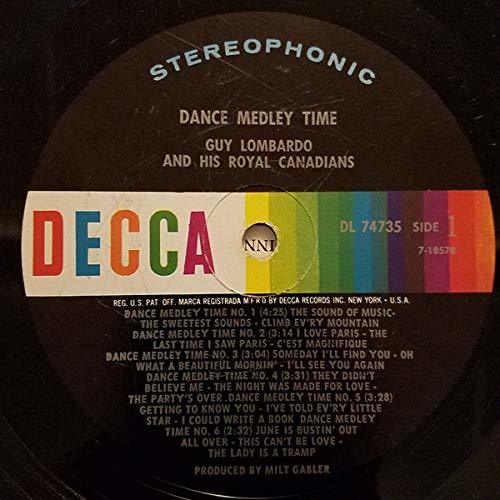 STEREOPHONIC
DANCE MEDLEY TIME
GUY LOMBARDO
AND HIS ROYAL CANADIANS
DECCA
NNI
DL 74735 SIDE 1
7-10570
REG. U.S. PAT OFF. MARCA REGISTRADA M F R D BY DECCA RECORDS INC. NEW YORK - U.S.A.
DANCE MEDLEY TIME NO. 1 (4:25) THE SOUND OF MUSIC-
THE SWEETEST SOUNDS - CLIMB EV'RY MOUNTAIN
DANCE MEDLEY TIME NO. 2 (3:14 I LOVE PARIS - THE
LAST TIME I SAW PARIS - C'EST MAGNIFIQUE
DANCE MEDLEY TIME NO. 3 (3:04) SOMEDAY I'LL FIND YOU - OH
WHAT A BEAUTIFUL MORNIN' - I'LL SEE YOU AGAIN
DANCE MEDLEY TIME NO. 4 (3:31) THEY DIDN'T
BELIEVE ME - THE NIGHT WAS MADE FOR LOVE -
THE PARTY'S OVER DANCE MEDLEY TIME NO. 5 (3:28)
GETTING TO KNOW YOU - I'VE TOLD EV'RY LITTLE
STAR - I COULD WRITE A BOOK DANCE MEDLEY
TIME NO. 6 (2:32) JUNE IS BUSTIN' OUT
ALL OVER - THIS CAN'T BE LOVE -
THE LADY IS A TRAMP
PRODUCED BY MILT GABLER